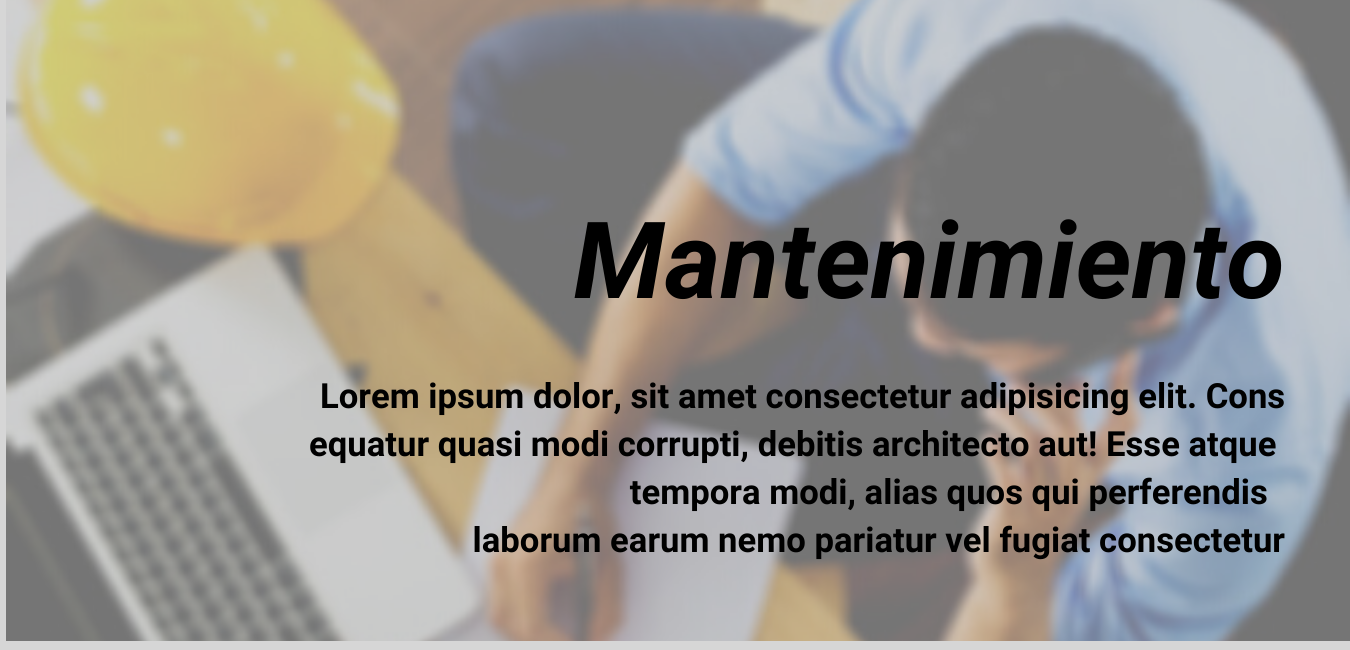 Mantenimiento
Lorem ipsum dolor, sit amet consectetur adipisicing elit. Cons
equatur quasi modi corrupti, debitis architecto aut! Esse atque
tempora modi, alias quos qui perferendis
laborum earum nemo pariatur vel fugiat consectetur